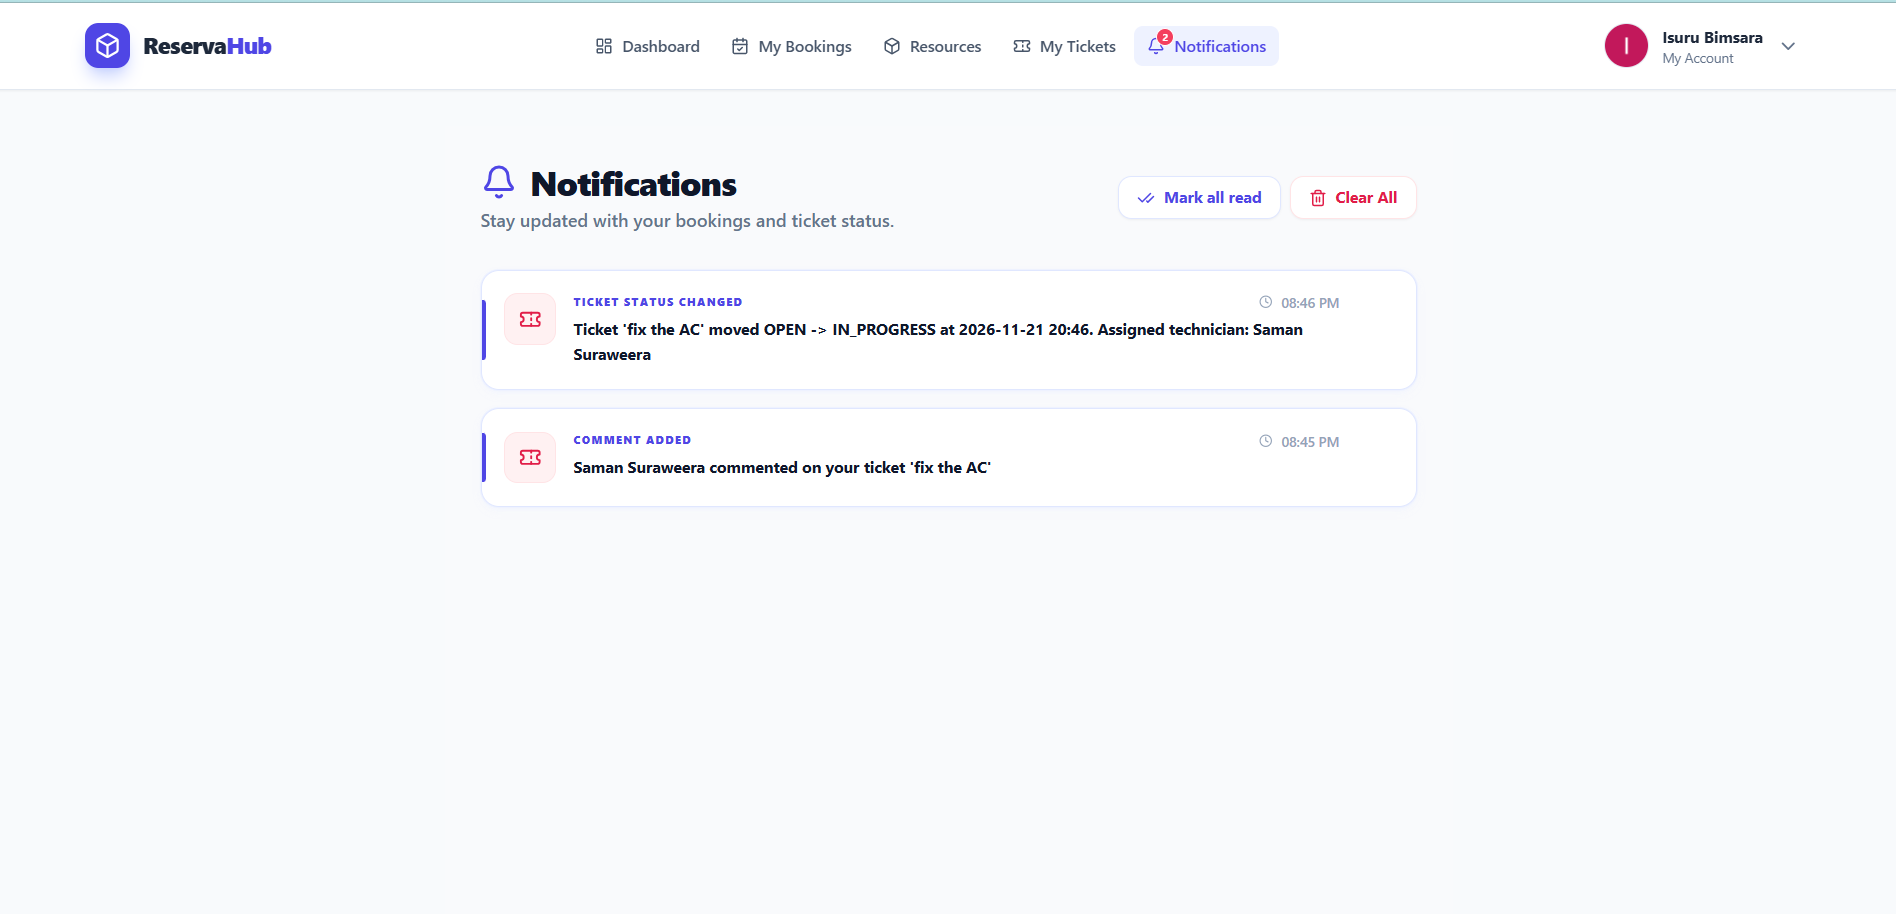 ReservaHub
Dashboard
My Bookings
Resources
My Tickets
2
Notifications
I
Isuru Bimsara
My Account
Notifications
Stay updated with your bookings and ticket status.
Mark all read
Clear All
TICKET STATUS CHANGED
08:46 PM
Ticket 'fix the AC' moved OPEN -> IN_PROGRESS at 2026-11-21 20:46. Assigned technician: Saman
Suraweera
COMMENT ADDED
08:45 PM
Saman Suraweera commented on your ticket 'fix the AC'